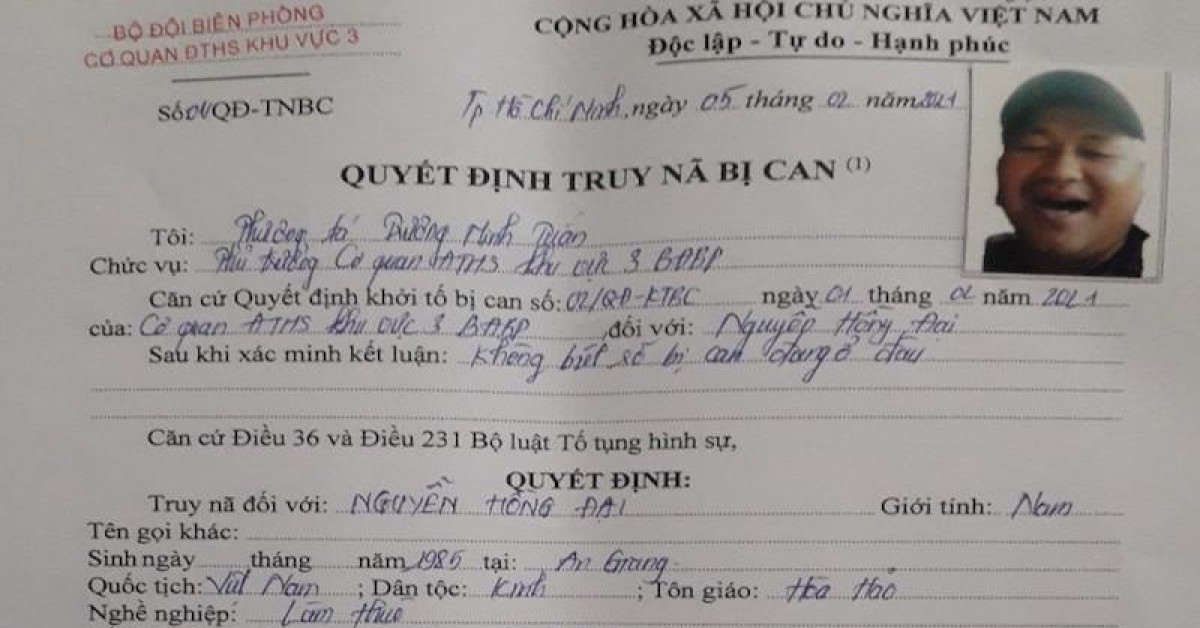 BỘ ĐỘI BIÊN PHÒNG
CƠ QUAN ĐTHS KHU VỰC 3
Số 01/QĐ-TNBC
CỘNG HÒA XÃ HỘI CHỦ NGHĨA VIỆT NAM
Độc lập - Tự do - Hạnh phúc
Tp Hồ Chí Minh, ngày 05 tháng 02 năm 2021
QUYẾT ĐỊNH TRUY NÃ BỊ CAN (1)
Tôi: Thượng tá Dương Minh Tuấn
Chức vụ: Phó trưởng Cơ quan ĐTHS khu vực 3 BĐBP
Căn cứ Quyết định khởi tố bị can số: 02/QĐ-KTBC ngày 01 tháng 02 năm 2021
của: Cơ quan ĐTHS khu vực 3 BĐBP, đối với: Nguyễn Hồng Đại
Sau khi xác minh kết luận: Không biết số bị can đang ở đâu
Căn cứ Điều 36 và Điều 231 Bộ luật Tố tụng hình sự,
QUYẾT ĐỊNH:
Truy nã đối với: NGUYỄN HỒNG ĐẠI Giới tính: Nam
Tên gọi khác:
Sinh ngày tháng năm 1985 tại: An Giang
Quốc tịch: Việt Nam; Dân tộc: Kinh; Tôn giáo: Hòa Hảo
Nghề nghiệp: Làm thuê